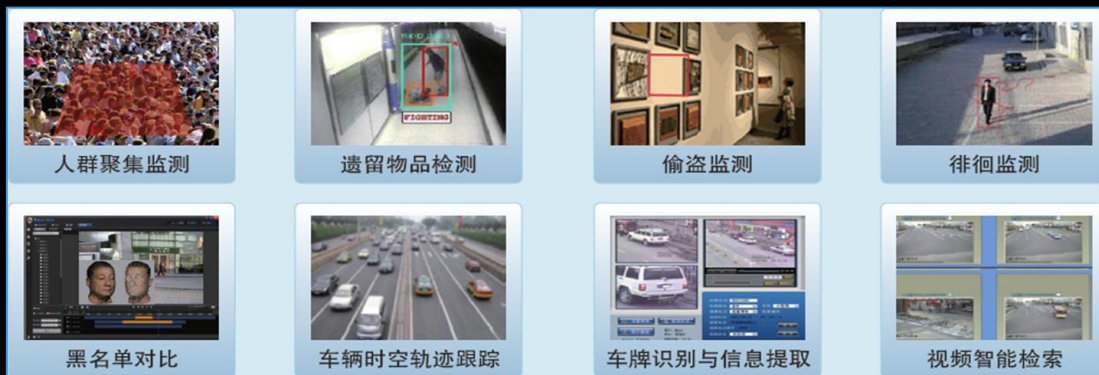 FIGHTING
人群聚集监测
遗留物品检测
偷盗监测
徘徊监测
黑名单对比
车辆时空轨迹跟踪
车牌识别与信息提取
视频智能检索